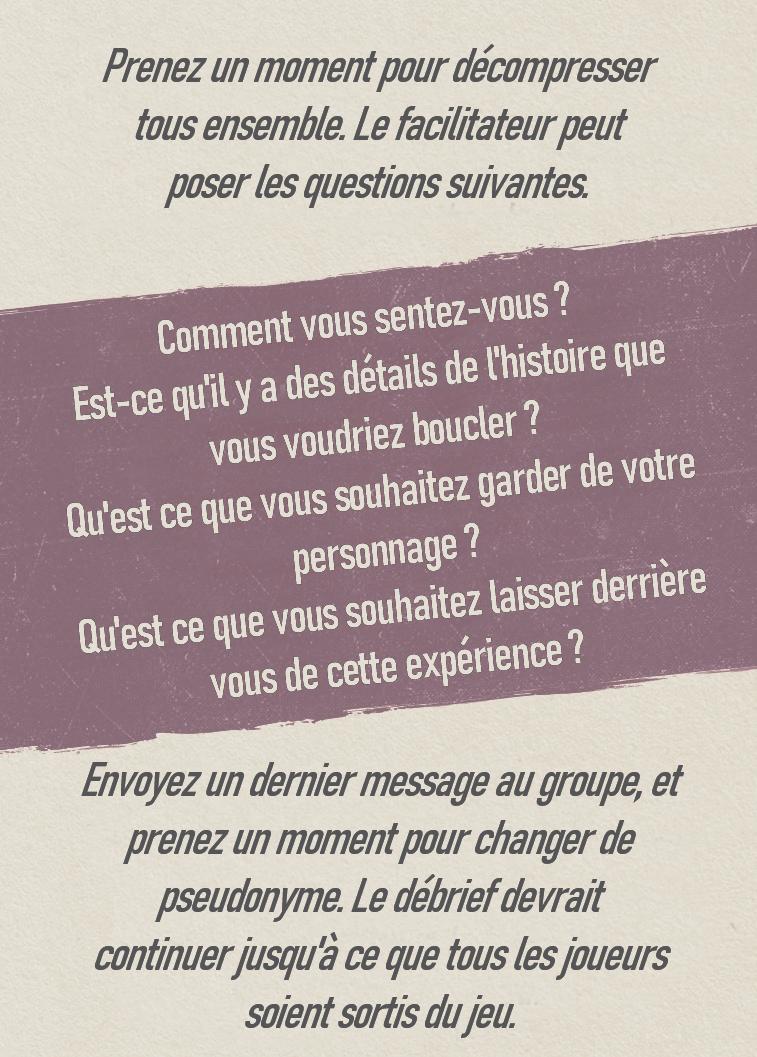 Prenez un moment pour décompresser
tous ensemble. Le facilitateur peut
poser les questions suivantes.
Comment vous sentez-vous ?
Est-ce qu'il y a des détails de l'histoire que
vous voudriez boucler ?
Qu'est ce que vous souhaitez garder de votre
personnage ?
Qu'est ce que vous souhaitez laisser derrière
vous de cette expérience ?
Envoyez un dernier message au groupe, et
prenez un moment pour changer de
pseudonyme. Le débrief devrait
continuer jusqu'à ce que tous les joueurs
soient sortis du jeu.